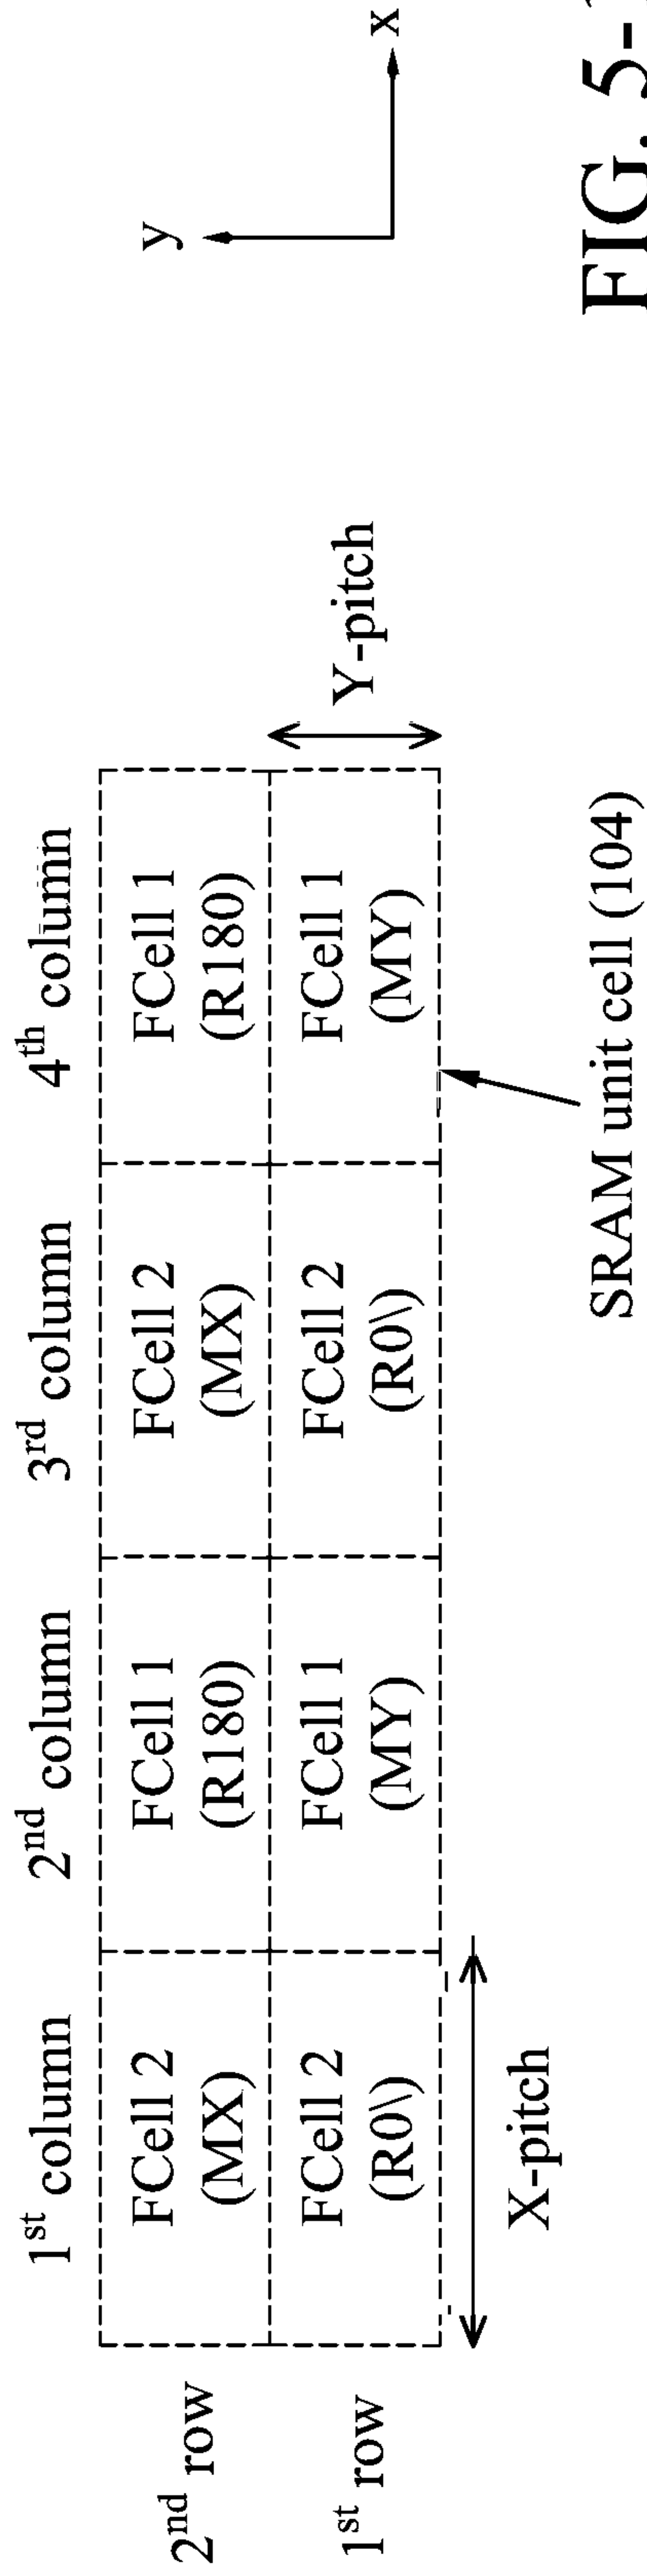 1st column 2nd column 3rd column 4th column
2nd row
FCell 2
(MX)
FCell 1
(R180)
FCell 2
(MX)
FCell 1
(R180)
1st row
FCell 2
(R0\)
FCell 1
(MY)
FCell 2
(R0\)
FCell 1
(MY)
Y-pitch
X-pitch
SRAM unit cell (104)
y
x
FIG. 5-